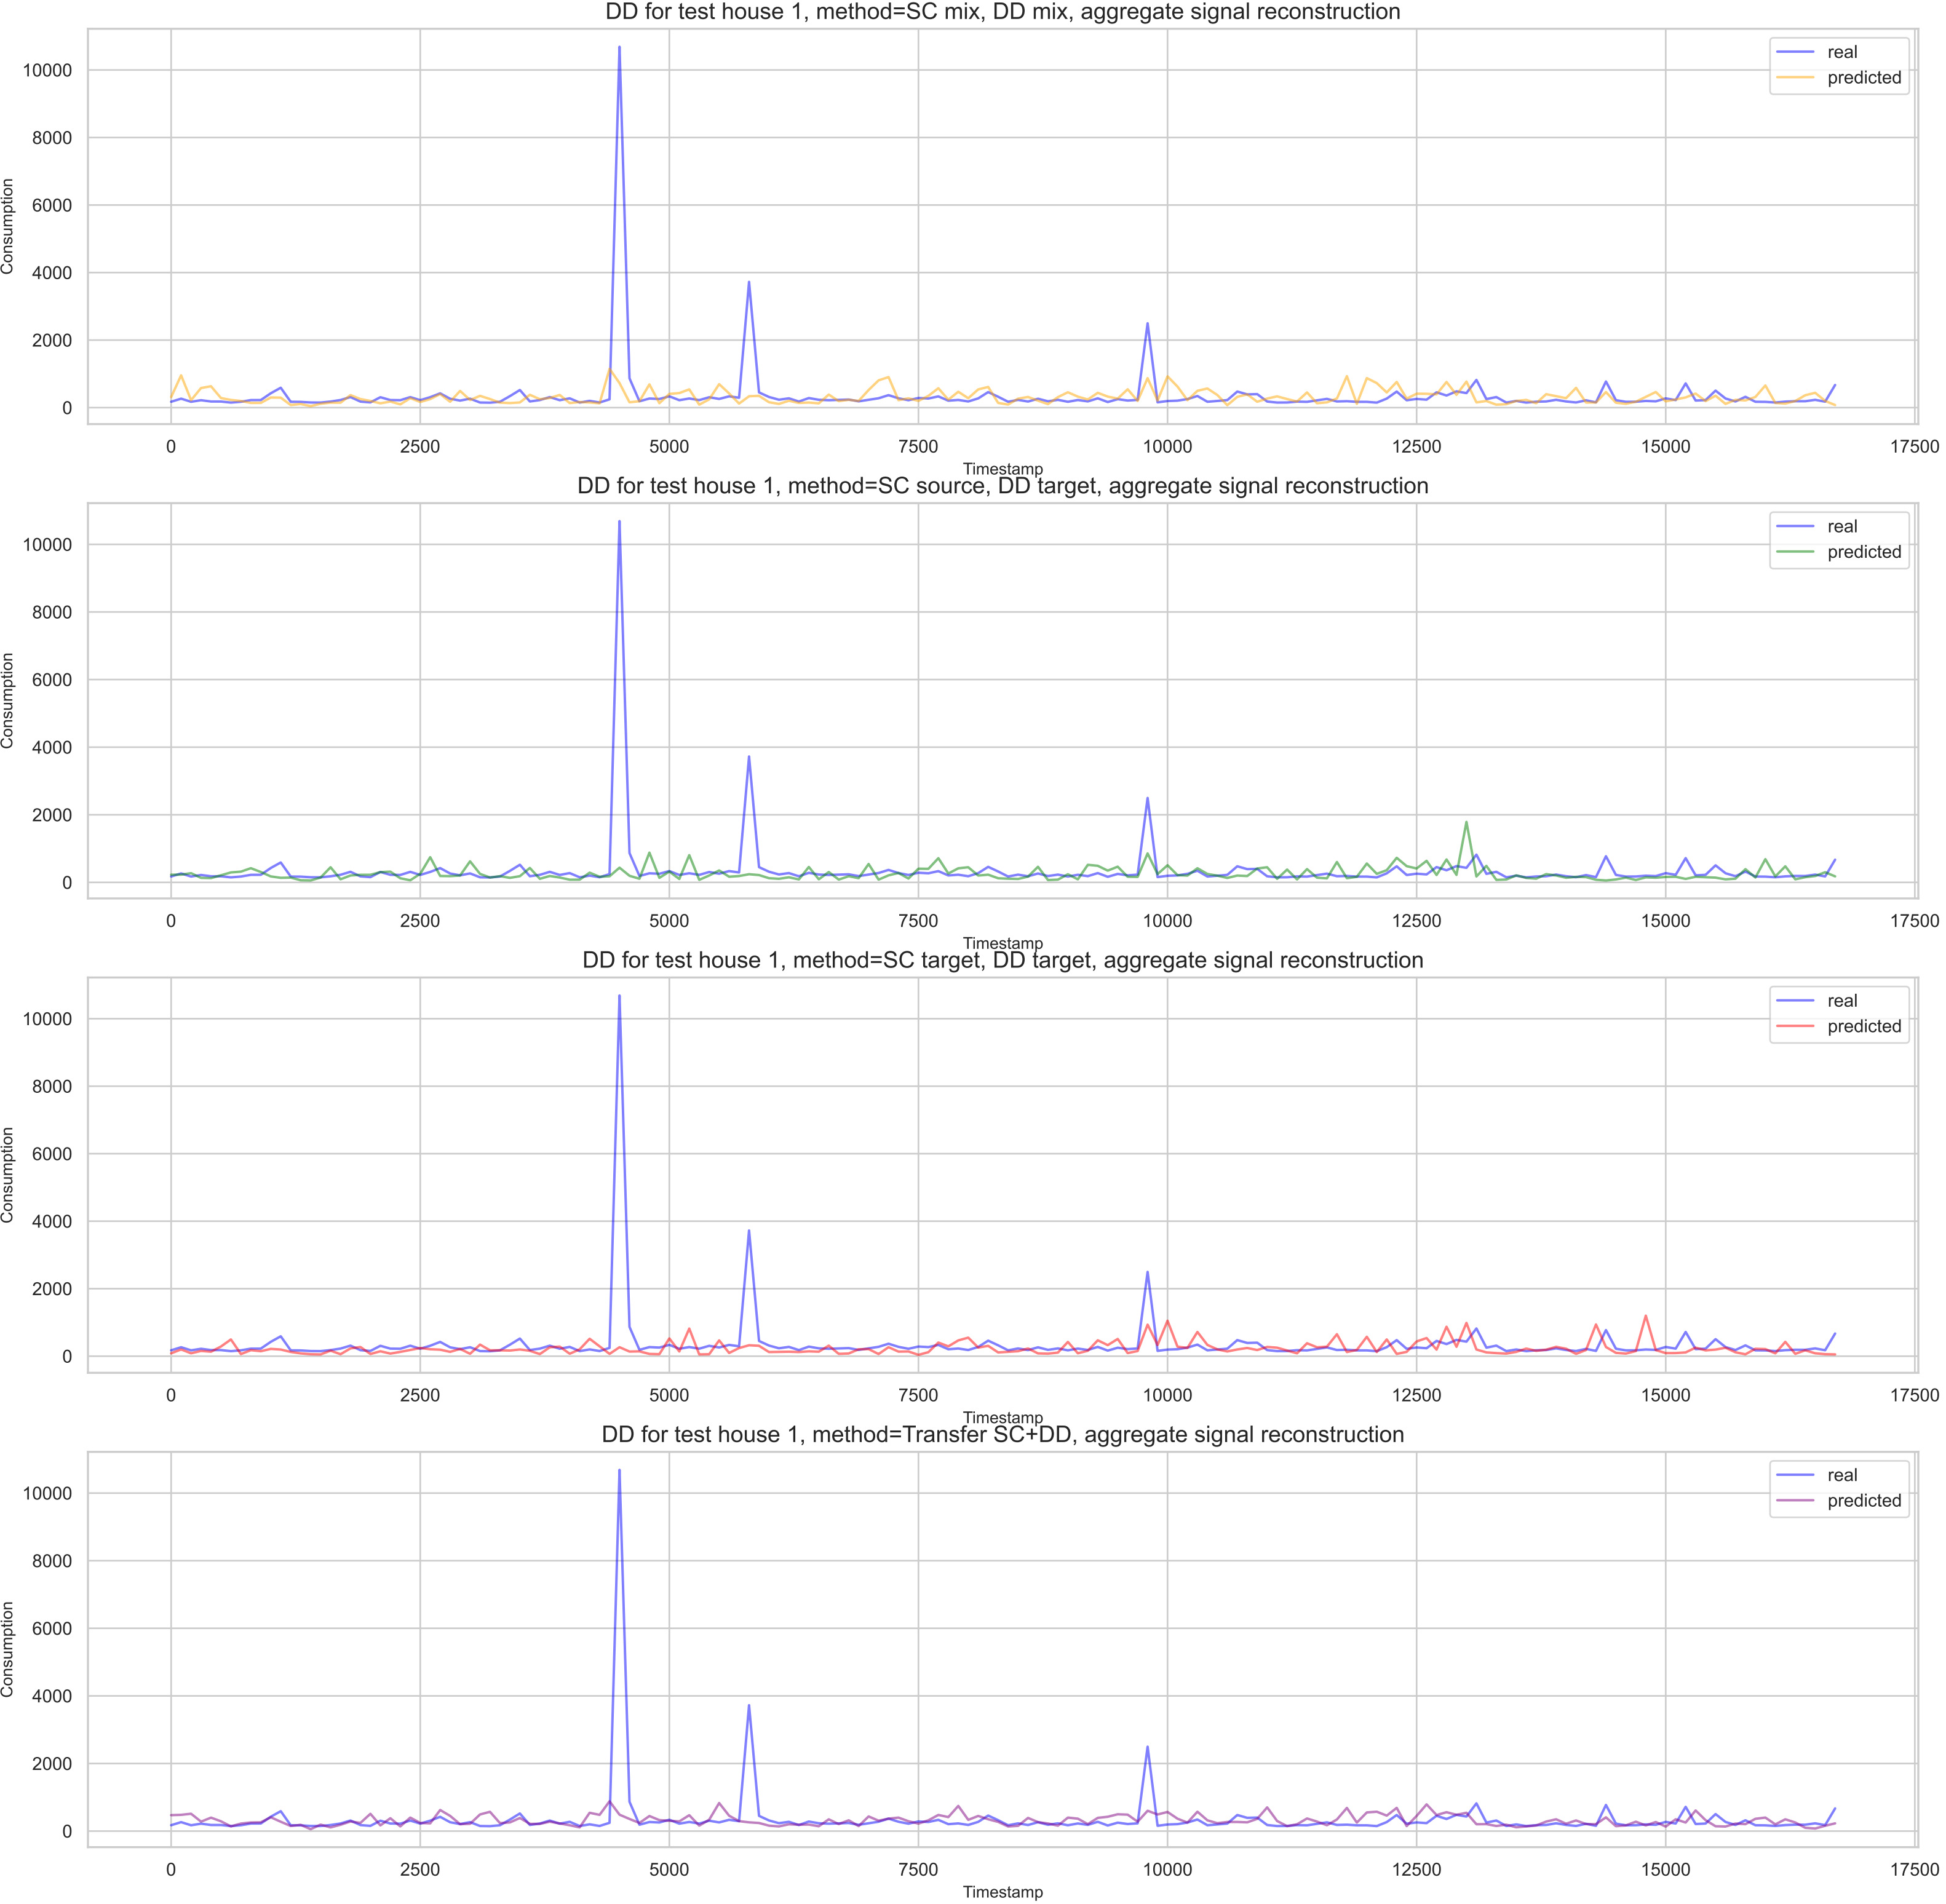 DD for test house 1, method=SC mix, DD mix, aggregate signal reconstruction
10000
8000
6000
4000
2000
0
Consumption
real
predicted
0 2500 5000 7500 10000 12500 15000 17500
Timestamp
DD for test house 1, method=SC source, DD target, aggregate signal reconstruction
10000
8000
6000
4000
2000
0
Consumption
real
predicted
0 2500 5000 7500 10000 12500 15000 17500
Timestamp
DD for test house 1, method=SC target, DD target, aggregate signal reconstruction
10000
8000
6000
4000
2000
0
Consumption
real
predicted
0 2500 5000 7500 10000 12500 15000 17500
Timestamp
DD for test house 1, method=Transfer SC+DD, aggregate signal reconstruction
10000
8000
6000
4000
2000
0
Consumption
real
predicted
0 2500 5000 7500 10000 12500 15000 17500
Timestamp